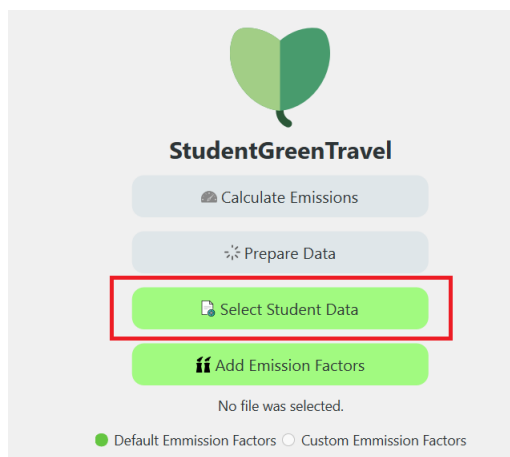 StudentGreenTravel
Calculate Emissions
Prepare Data
Select Student Data
Add Emission Factors
No file was selected.
Default Emmission Factors Custom Emmission Factors